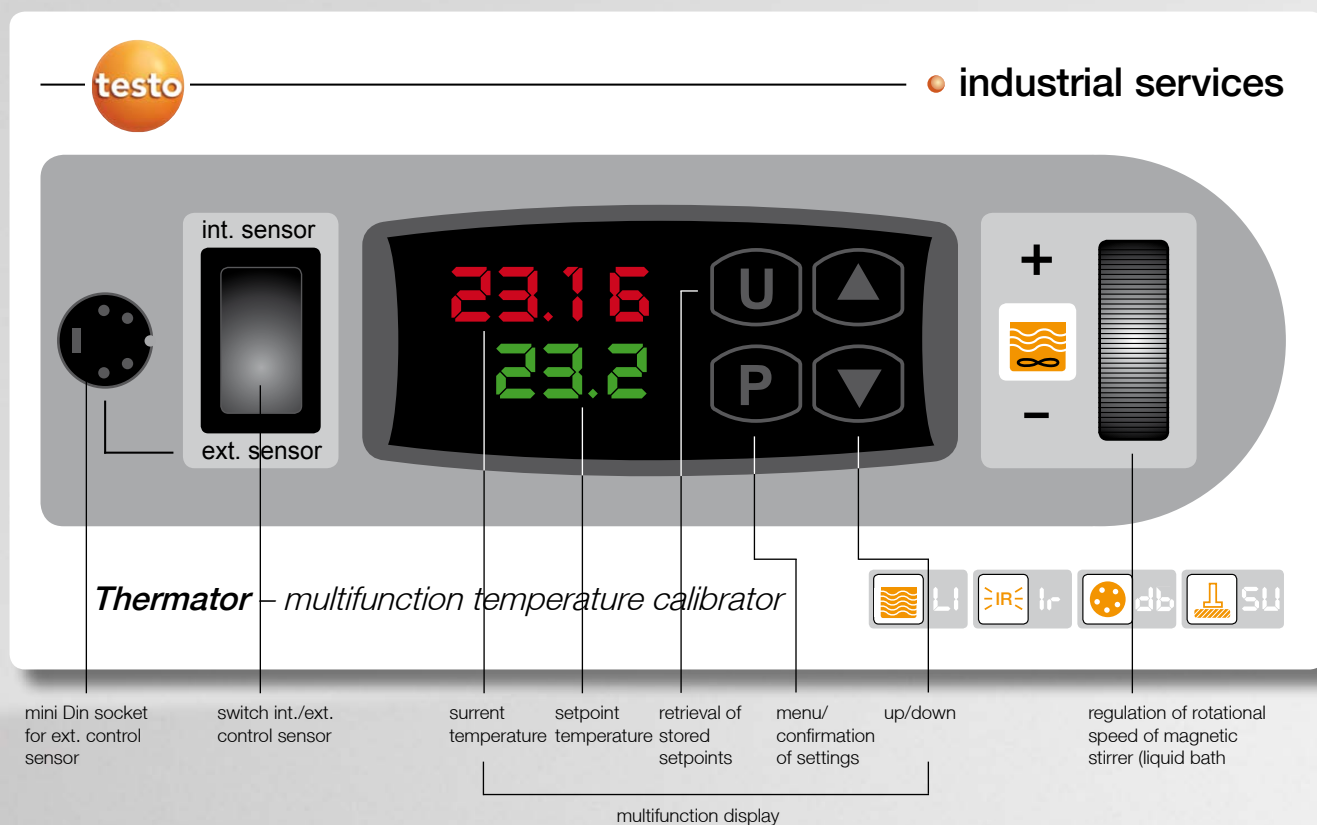 testo
industrial services
int. sensor
ext. sensor
23.16
23.2
U
P
+
−
Thermator – multifunction temperature calibrator
LI
IR
Ir
db
SU
mini Din socket
for ext. control
sensor
switch int./ext.
control sensor
surrent
temperature
setpoint
temperature
retrieval of
stored
setpoints
menu/
confirmation
of settings
up/down
regulation of rotational
speed of magnetic
stirrer (liquid bath
multifunction display